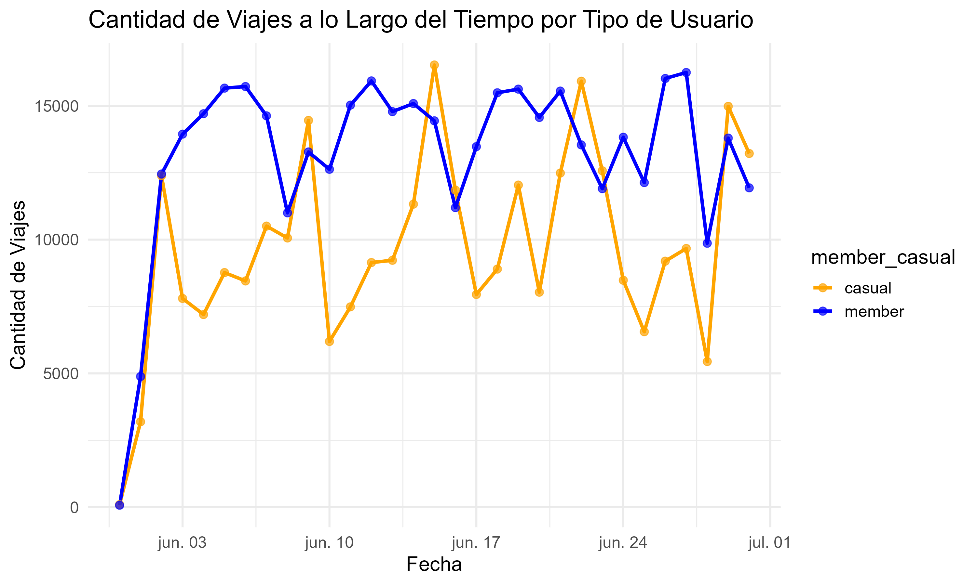 Cantidad de Viajes a lo Largo del Tiempo por Tipo de Usuario
Cantidad de Viajes
15000
10000
5000
0
jun. 03 jun. 10 jun. 17 jun. 24 jul. 01
Fecha
member_casual
casual
member